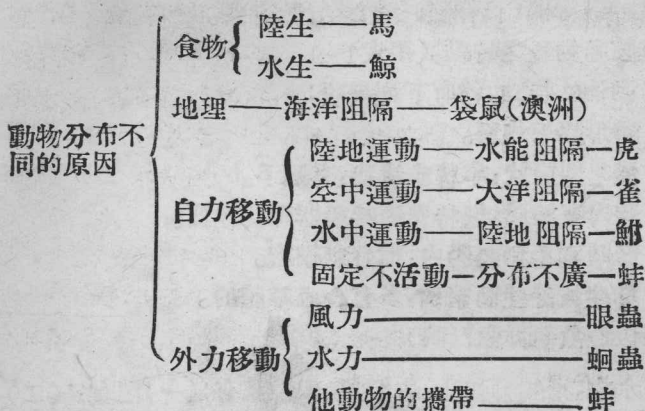 食物
陸生——馬
水生——鯨
地理——海洋阻隔——袋鼠(澳洲)
動物分布不
同的原因
自力移動
陸地運動——水能阻隔—虎
空中運動——大洋阻隔—雀
水中運動——陸地阻隔—鮒
固定不活動—分布不廣—蚌
外力移動
風力————眼蟲
水力————蛔蟲
他動物的攜帶——蚌